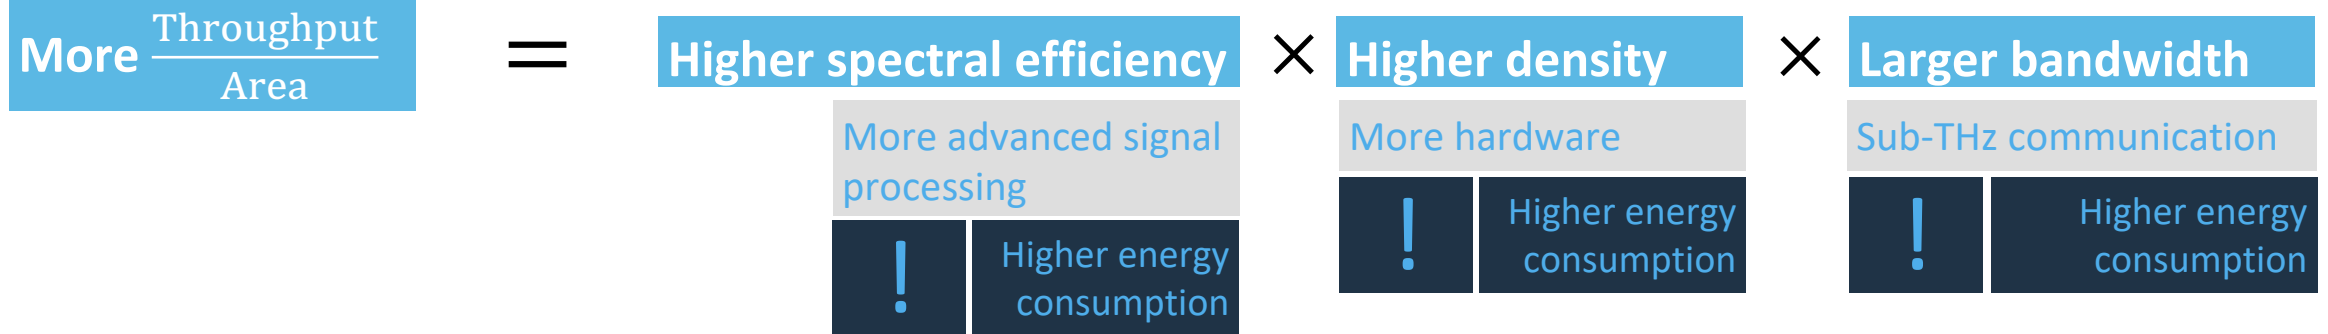 More Throughput/Area = Higher spectral efficiency × Higher density × Larger bandwidth
More advanced signal
processing
!
Higher energy
consumption
More hardware
!
Higher energy
consumption
Sub-THz communication
!
Higher energy
consumption